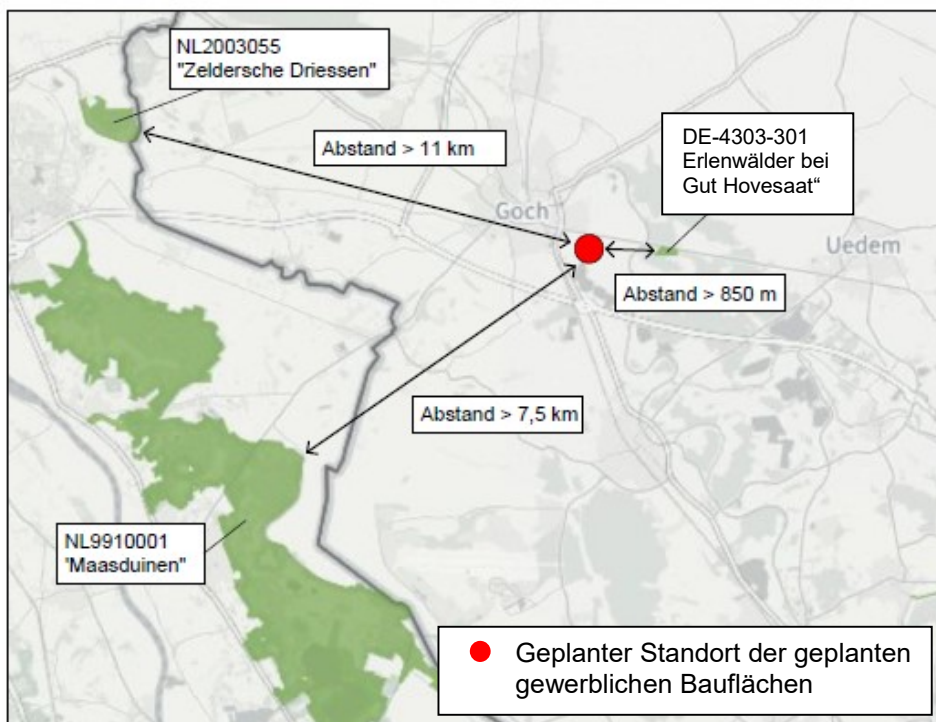 NL2003055
"Zeldersche Driessen"
Abstand > 11 km
DE-4303-301
Erlenwälder bei
Gut Hovesaat“
Goch
Uedem
Abstand > 850 m
Abstand > 7,5 km
NL9910001
"Maasduinen"
Geplanter Standort der geplanten
gewerblichen Bauflächen